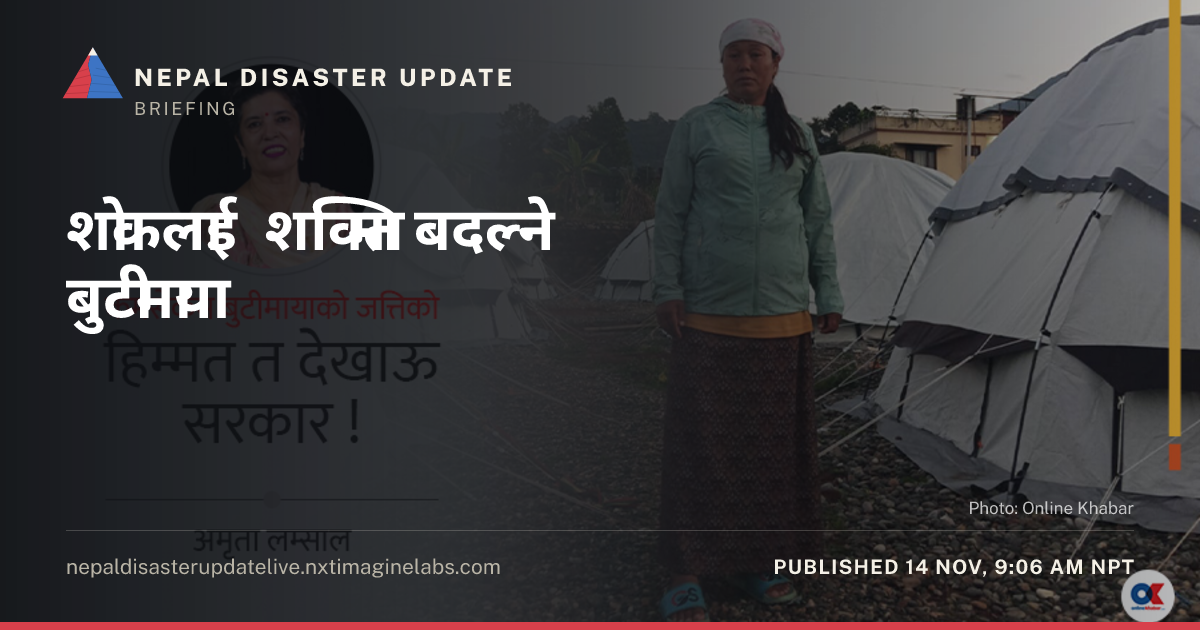 NEPAL DISASTER UPDATE
BRIEFING
शोकलाई शक्तिमा बदल्ने
बुटीमाया
बुटीमायाको जत्तिको
हिम्मत त देखाऊ
सरकार !
अमृता लम्साल
Photo: Online Khabar
nepaldisasterupdatelive.nxtimaginelabs.com
PUBLISHED 14 NOV, 9:06 AM NPT